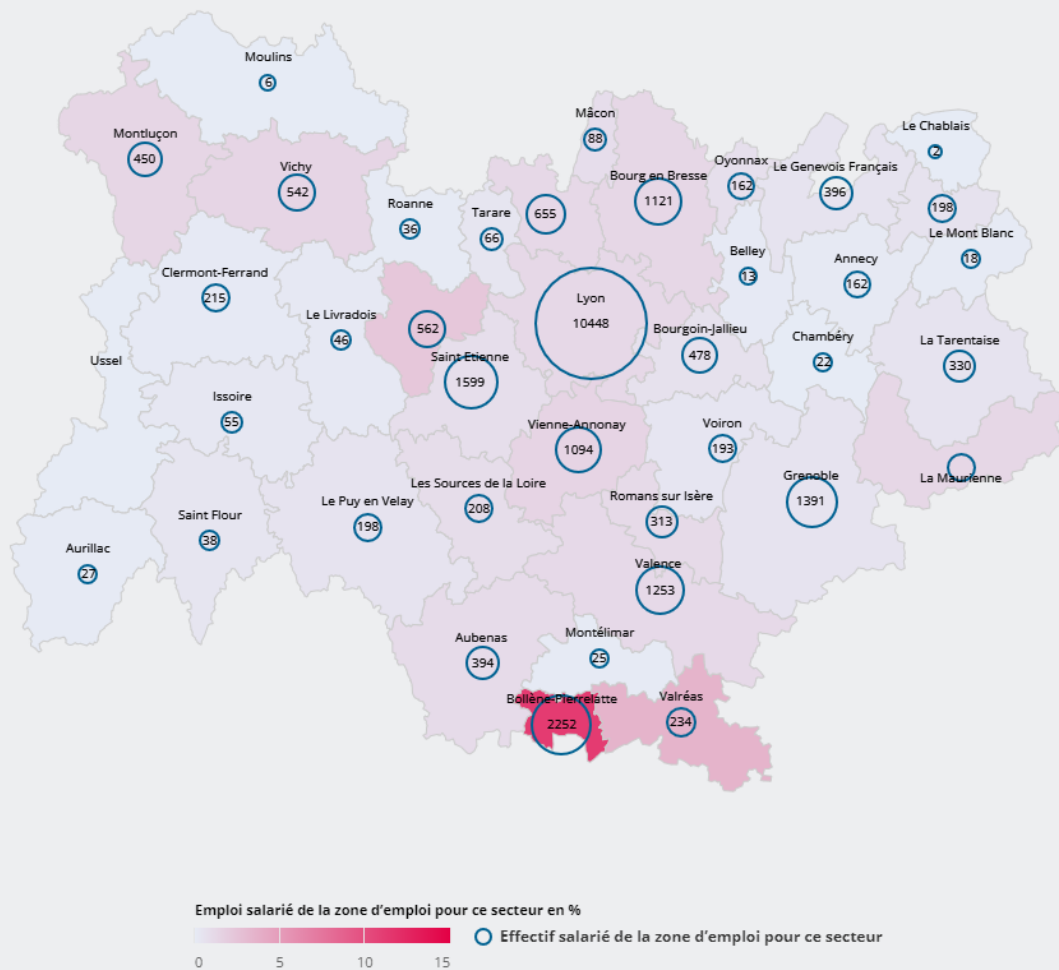 Moulins
6
Mâcon
88
Le Chablais
2
Montluçon
450
Vichy
542
Bourg en Bresse
1121
Oyonnax
162
Le Genevois Français
396
198
Roanne
36
Tarare
66
655
Le Mont Blanc
18
Clermont-Ferrand
215
Belley
13
Annecy
162
Le Livradois
46
562
Lyon
10448
Bourgoin-Jallieu
478
Chambéry
22
La Tarentaise
330
Ussel
Saint Etienne
1599
Issoire
55
Vienne-Annonay
1094
Voiron
193
Grenoble
1391
La Maurienne
Les Sources de la Loire
208
Le Puy en Velay
198
Romans sur Isère
313
Saint Flour
38
Aurillac
27
Valence
1253
Aubenas
394
Montélimar
25
Bollène-Pierrelatte
2252
Valréas
234
Emploi salarié de la zone d’emploi pour ce secteur en %
Effectif salarié de la zone d’emploi pour ce secteur
0 5 10 15